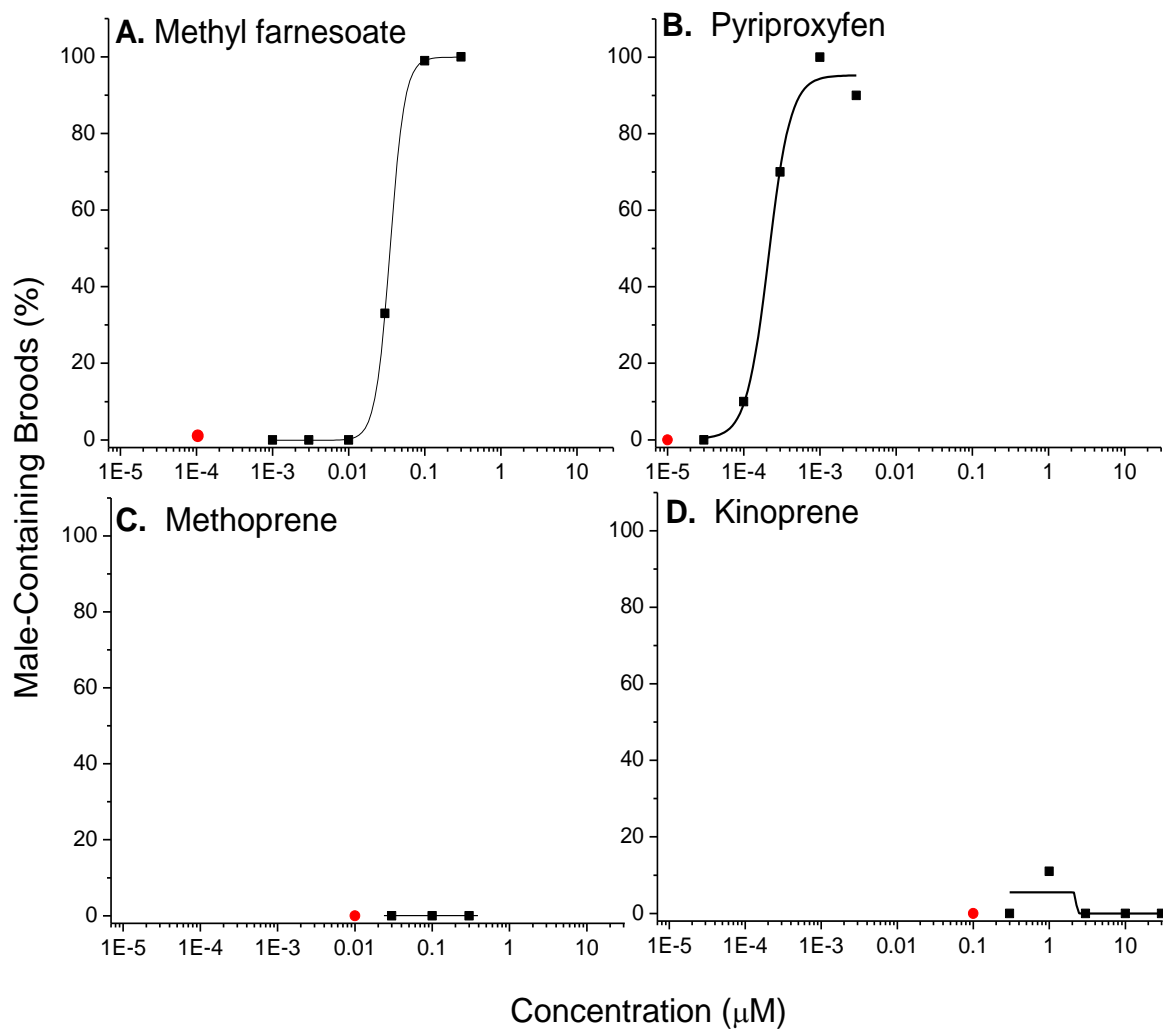 A. Methyl farnesoate
B. Pyriproxyfen
100
80
60
40
20
0
1E-5 1E-4 1E-3 0.01 0.1 1 10
100
80
60
40
20
0
1E-5 1E-4 1E-3 0.01 0.1 1 10
Male-Containing Broods (%)
C. Methoprene
D. Kinoprene
100
80
60
40
20
0
1E-5 1E-4 1E-3 0.01 0.1 1 10
100
80
60
40
20
0
1E-5 1E-4 1E-3 0.01 0.1 1 10
Concentration (μM)